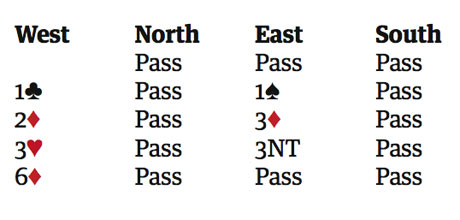 West North East South
Pass Pass Pass
1♣ Pass 1♠ Pass
2♦ Pass 3♦ Pass
3♥ Pass 3NT Pass
6♦ Pass Pass Pass